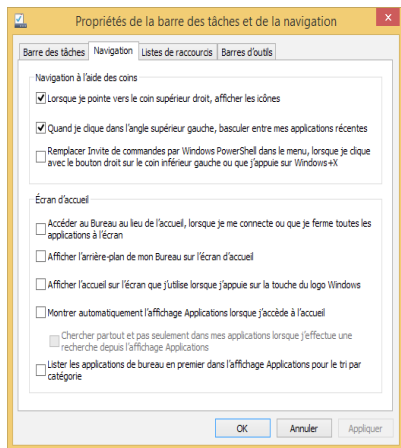 Propriétés de la barre des tâches et de la navigation
Barre des tâches Navigation Listes de raccourcis Barres d'outils
Navigation à l'aide des coins
Lorsque je pointe vers le coin supérieur droit, afficher les icônes
Quand je clique dans l'angle supérieur gauche, basculer entre mes applications récentes
Remplacer Invite de commandes par Windows PowerShell dans le menu, lorsque je clique
avec le bouton droit sur le coin inférieur gauche ou que j'appuie sur Windows+X
Écran d'accueil
Accéder au Bureau au lieu de l'accueil, lorsque je me connecte ou que je ferme toutes les
applications à l'écran
Afficher l'arrière-plan de mon Bureau sur l'écran d'accueil
Afficher l'accueil sur l'écran que j'utilise lorsque j'appuie sur la touche du logo Windows
Montrer automatiquement l'affichage Applications lorsque j'accède à l'accueil
Chercher partout et pas seulement dans mes applications lorsque j'effectue une
recherche depuis l'affichage Applications
Lister les applications de bureau en premier dans l'affichage Applications pour le tri par
catégorie
OK Annuler Appliquer